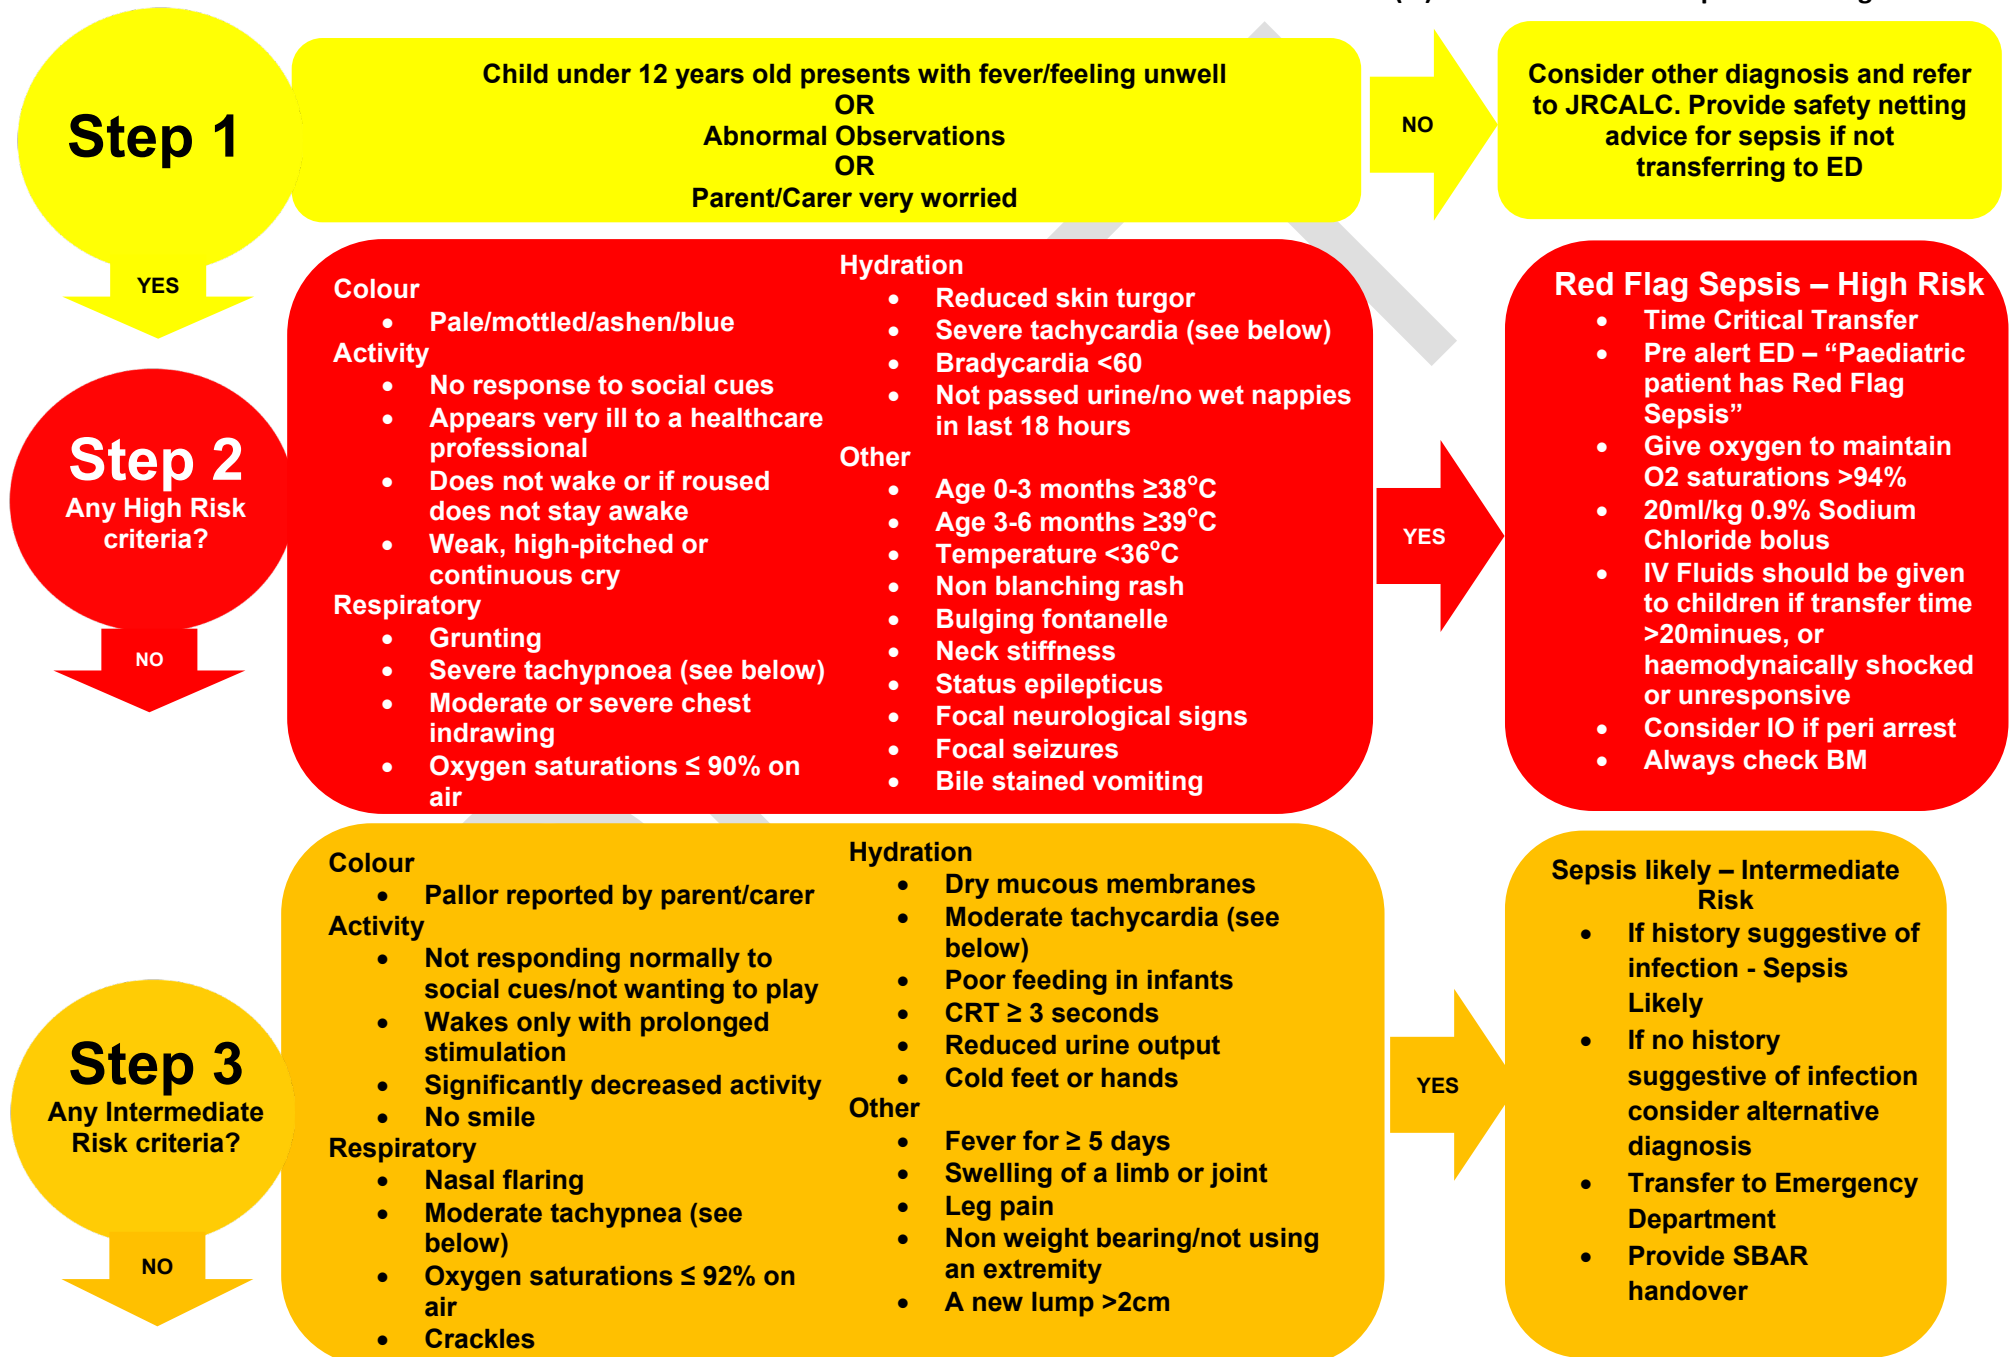 Step 1
Child under 12 years old presents with fever/feeling unwell
OR
Abnormal Observations
OR
Parent/Carer very worried
NO
Consider other diagnosis and refer
to JRCALC. Provide safety netting
advice for sepsis if not
transferring to ED
YES
Step 2
Any High Risk
criteria?
Colour
• Pale/mottled/ashen/blue
Activity
• No response to social cues
• Appears very ill to a healthcare
professional
• Does not wake or if roused
does not stay awake
• Weak, high-pitched or
continuous cry
Respiratory
• Grunting
• Severe tachypnoea (see below)
• Moderate or severe chest
indrawing
• Oxygen saturations ≤ 90% on
air
Hydration
• Reduced skin turgor
• Severe tachycardia (see below)
• Bradycardia <60
• Not passed urine/no wet nappies
in last 18 hours
Other
• Age 0-3 months ≥38°C
• Age 3-6 months ≥39°C
• Temperature <36°C
• Non blanching rash
• Bulging fontanelle
• Neck stiffness
• Status epilepticus
• Focal neurological signs
• Focal seizures
• Bile stained vomiting
YES
Red Flag Sepsis – High Risk
• Time Critical Transfer
• Pre alert ED – “Paediatric
patient has Red Flag
Sepsis”
• Give oxygen to maintain
O2 saturations >94%
• 20ml/kg 0.9% Sodium
Chloride bolus
• IV Fluids should be given
to children if transfer time
>20minues, or
haemodynaically shocked
or unresponsive
• Consider IO if peri arrest
• Always check BM
NO
Step 3
Any Intermediate
Risk criteria?
Colour
• Pallor reported by parent/carer
Activity
• Not responding normally to
social cues/not wanting to play
• Wakes only with prolonged
stimulation
• Significantly decreased activity
• No smile
Respiratory
• Nasal flaring
• Moderate tachypnea (see
below)
• Oxygen saturations ≤ 92% on
air
• Crackles
Hydration
• Dry mucous membranes
• Moderate tachycardia (see
below)
• Poor feeding in infants
• CRT ≥ 3 seconds
• Reduced urine output
• Cold feet or hands
Other
• Fever for ≥ 5 days
• Swelling of a limb or joint
• Leg pain
• Non weight bearing/not using
an extremity
• A new lump >2cm
YES
Sepsis likely – Intermediate
Risk
• If history suggestive of
infection - Sepsis
Likely
• If no history
suggestive of infection
consider alternative
diagnosis
• Transfer to Emergency
Department
• Provide SBAR
handover
NO